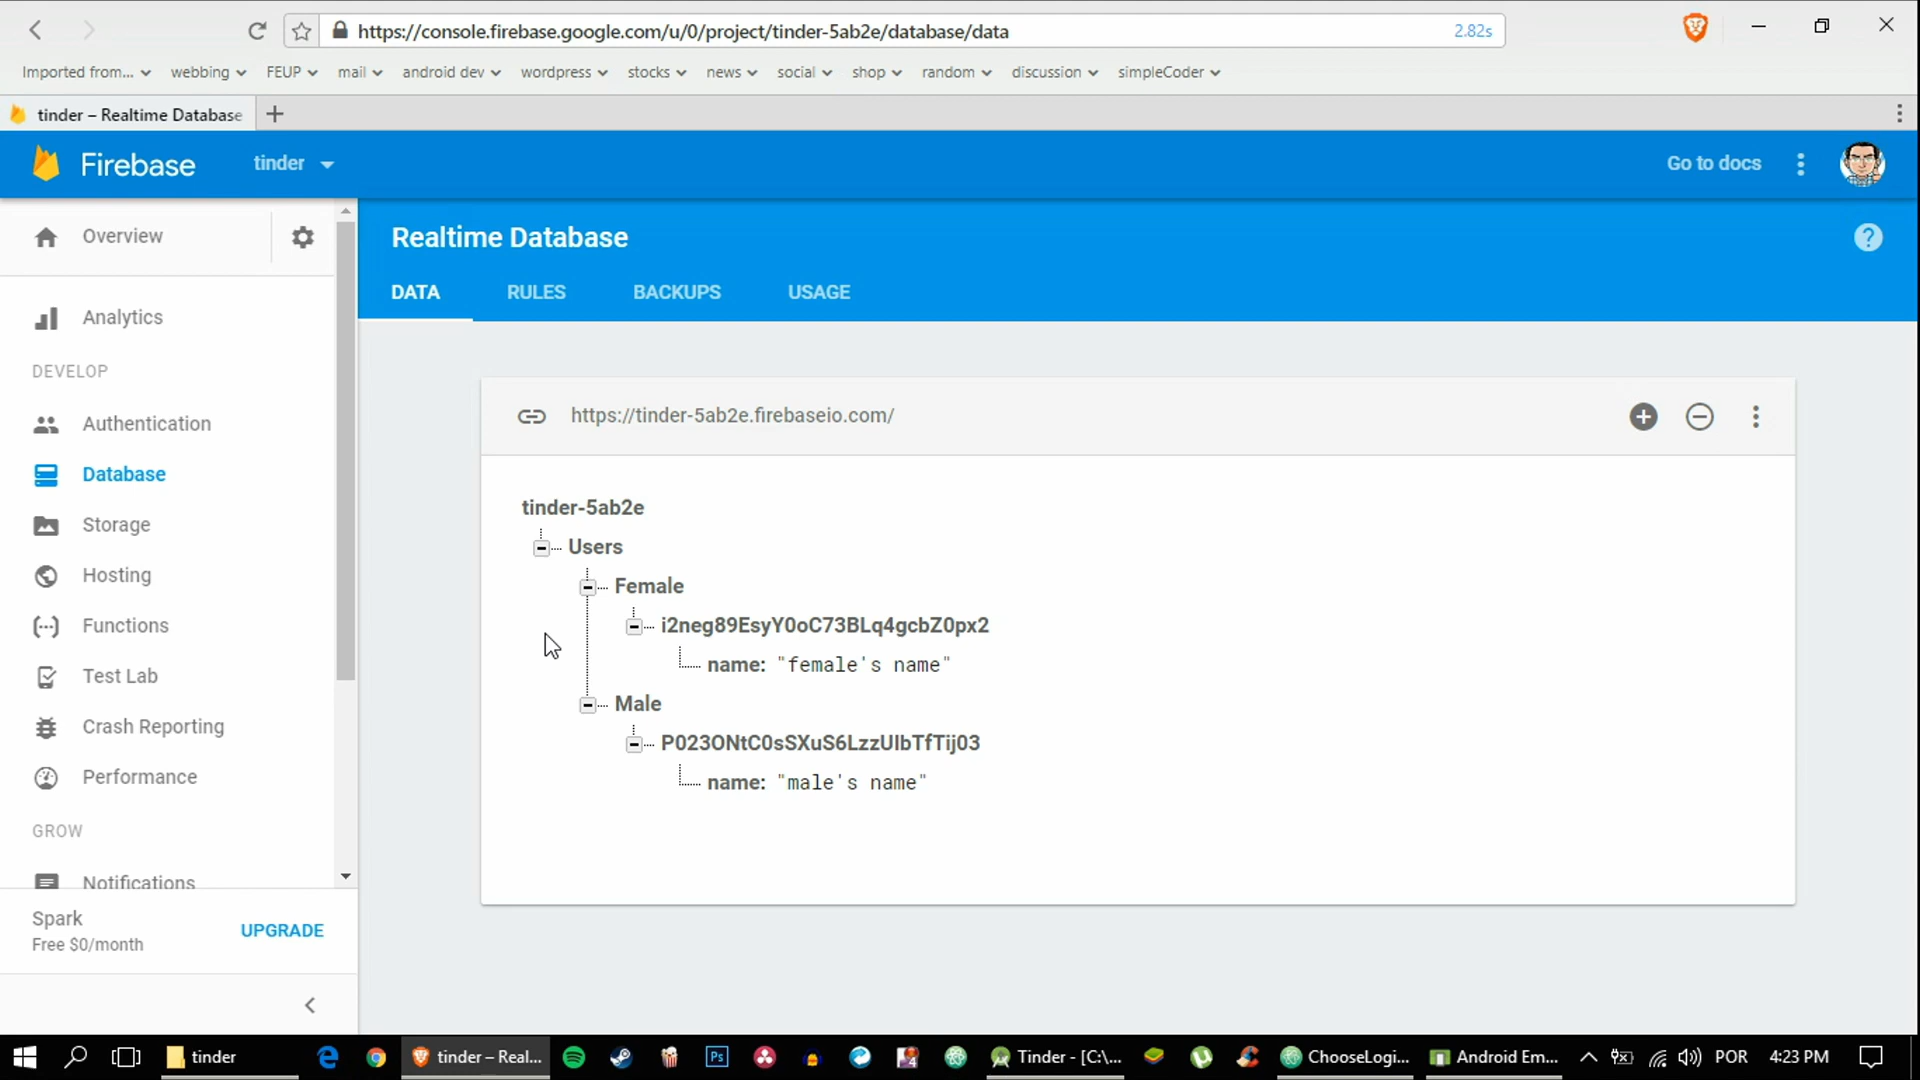 https://console.firebase.google.com/u/0/project/tinder-5ab2e/database/data 2.82s
Imported from... webbing FEUP mail android dev wordpress stocks news social shop random discussion simpleCoder
tinder – Realtime Database
Firebase tinder Go to docs
Overview
Realtime Database
DATA RULES BACKUPS USAGE
Analytics
DEVELOP
Authentication
Database
Storage
Hosting
Functions
Test Lab
Crash Reporting
Performance
GROW
Notifications
Spark
Free $0/month
UPGRADE
https://tinder-5ab2e.firebaseio.com/
tinder-5ab2e
Users
Female
i2neg89EsyY0oC73BLq4gcbZ0px2
name: "female's name"
Male
P023ONtC0sSXuS6LzzUIbTfTij03
name: "male's name"
tinder tinder – Real... Ps Tinder - [C:\... ChooseLogi... Android Em... POR 4:23 PM